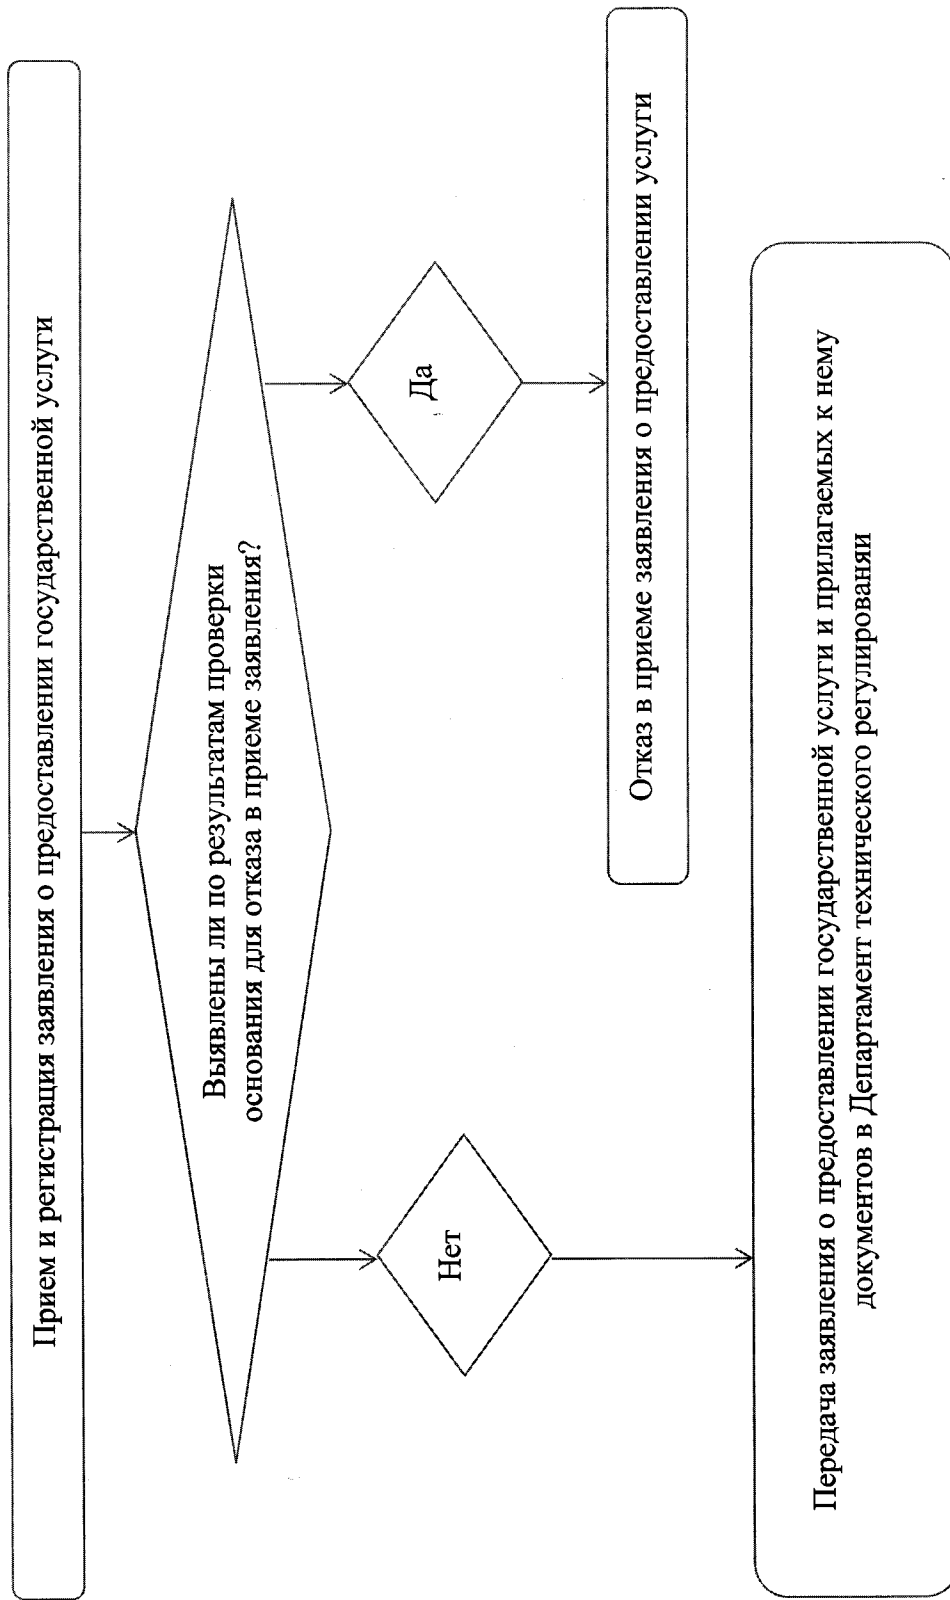 Прием и регистрация заявления о предоставлении государственной услуги
Выявлены ли по результатам проверки
основания для отказа в приеме заявления?
Нет
Да
Отказ в приеме заявления о предоставлении услуги
Передача заявления о предоставлении государственной услуги и прилагаемых к нему
документов в Департамент технического регулированяи